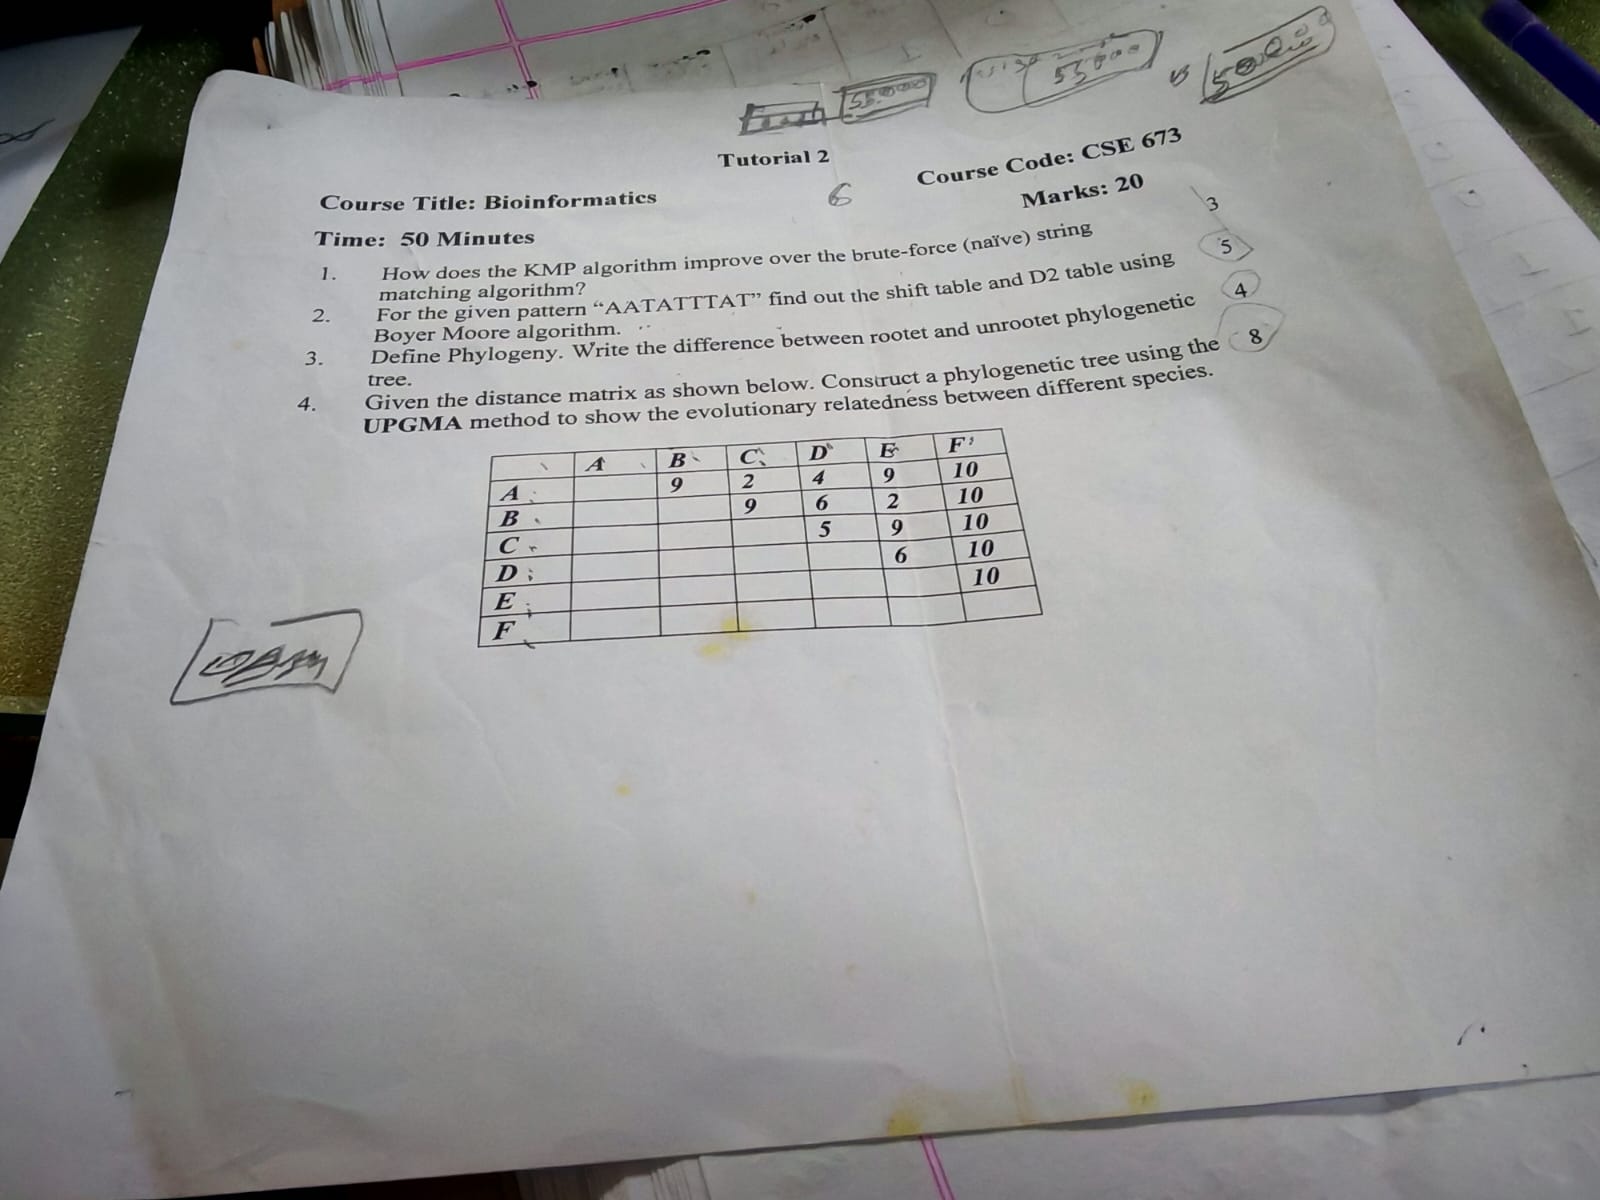 55000
55000
vs
Tutorial 2
Course Title: Bioinformatics
6
Course Code: CSE 673
Time: 50 Minutes
Marks: 20
1. How does the KMP algorithm improve over the brute-force (naïve) string 3
matching algorithm?
2. For the given pattern “AATATTTAT” find out the shift table and D2 table using 5
Boyer Moore algorithm.
3. Define Phylogeny. Write the difference between rootet and unrootet phylogenetic 4
tree.
4. Given the distance matrix as shown below. Construct a phylogenetic tree using the 8
UPGMA method to show the evolutionary relatedness between different species.
A B C D E F
A 9 2 4 9 10
B 9 6 2 10
C 5 9 10
D 6 10
E 10
F